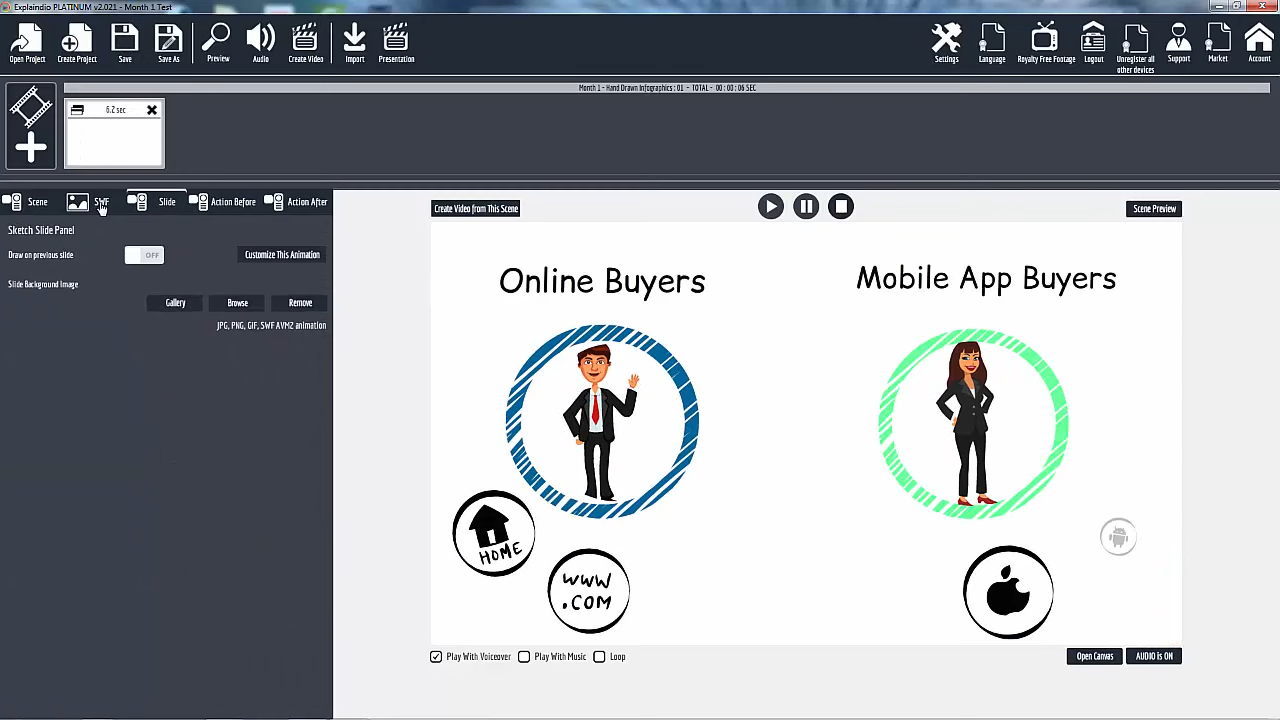 Explaindio PLATINUM v2.021 - Month 1 Test
Open Project Create Project Save Save As Preview Audio Create Video Import Presentation Settings Language Royalty Free Footage Logout Unregister all other devices Support Market Account
Month 1 - Hand Drawn Infographics : 01 - TOTAL - 00 : 00 : 06 SEC
6.2 sec
Scene SWF Slide Action Before Action After
Create Video from This Scene
Scene Preview
Sketch Slide Panel
Draw on previous slide OFF Customize This Animation
Slide Background Image
Gallery Browse Remove
JPG, PNG, GIF, SWF AVM2 animation
Online Buyers
Mobile App Buyers
HOME
WWW
.COM
Play With Voiceover Play With Music Loop
Open Canvas AUDIO is ON